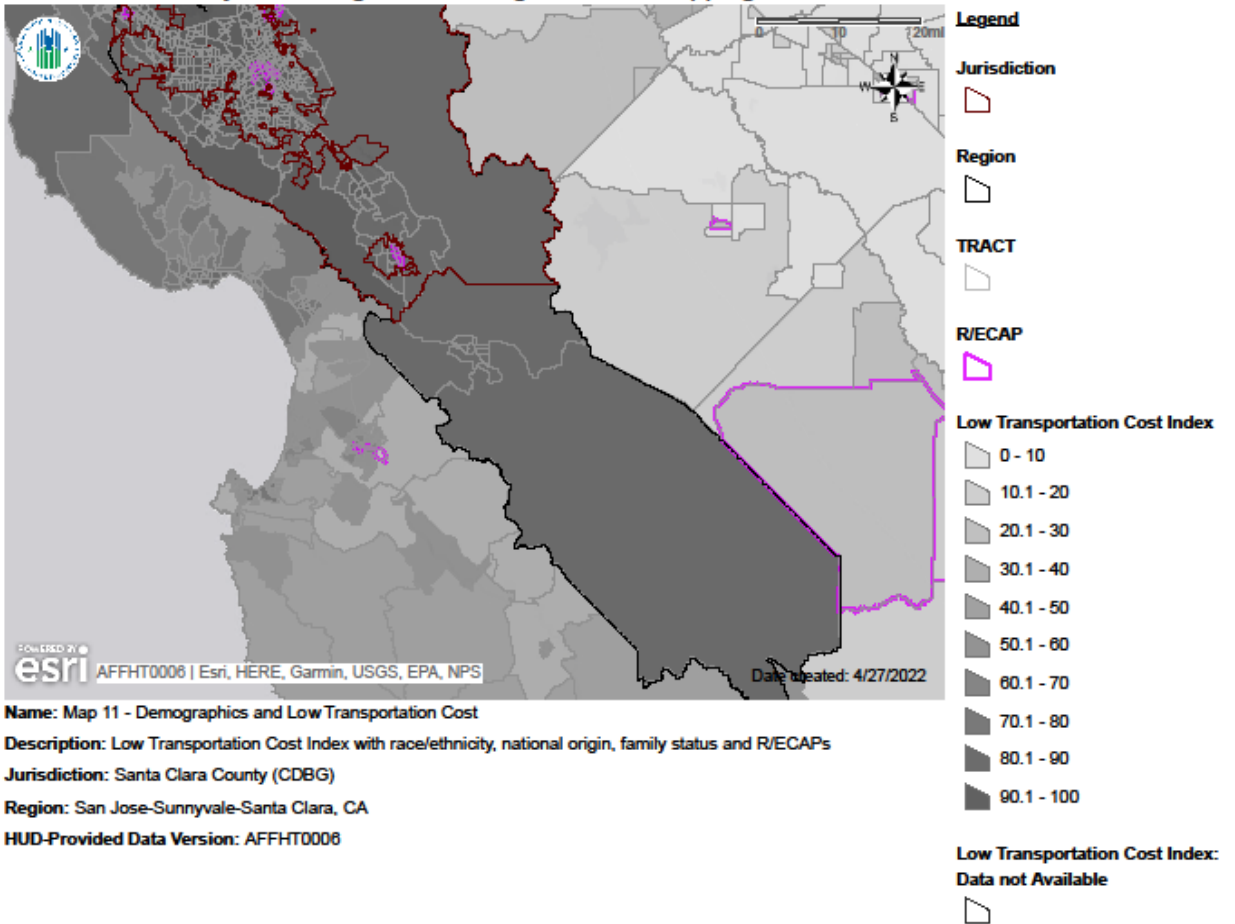 0 10 20mi
N
W E
S
POWERED BY
esri
AFFHT0006 | Esri, HERE, Garmin, USGS, EPA, NPS
Date created: 4/27/2022
Name: Map 11 - Demographics and Low Transportation Cost
Description: Low Transportation Cost Index with race/ethnicity, national origin, family status and R/ECAPs
Jurisdiction: Santa Clara County (CDBG)
Region: San Jose-Sunnyvale-Santa Clara, CA
HUD-Provided Data Version: AFFHT0006
Legend
Jurisdiction
Region
TRACT
R/ECAP
Low Transportation Cost Index
0 - 10
10.1 - 20
20.1 - 30
30.1 - 40
40.1 - 50
50.1 - 60
60.1 - 70
70.1 - 80
80.1 - 90
90.1 - 100
Low Transportation Cost Index:
Data not Available